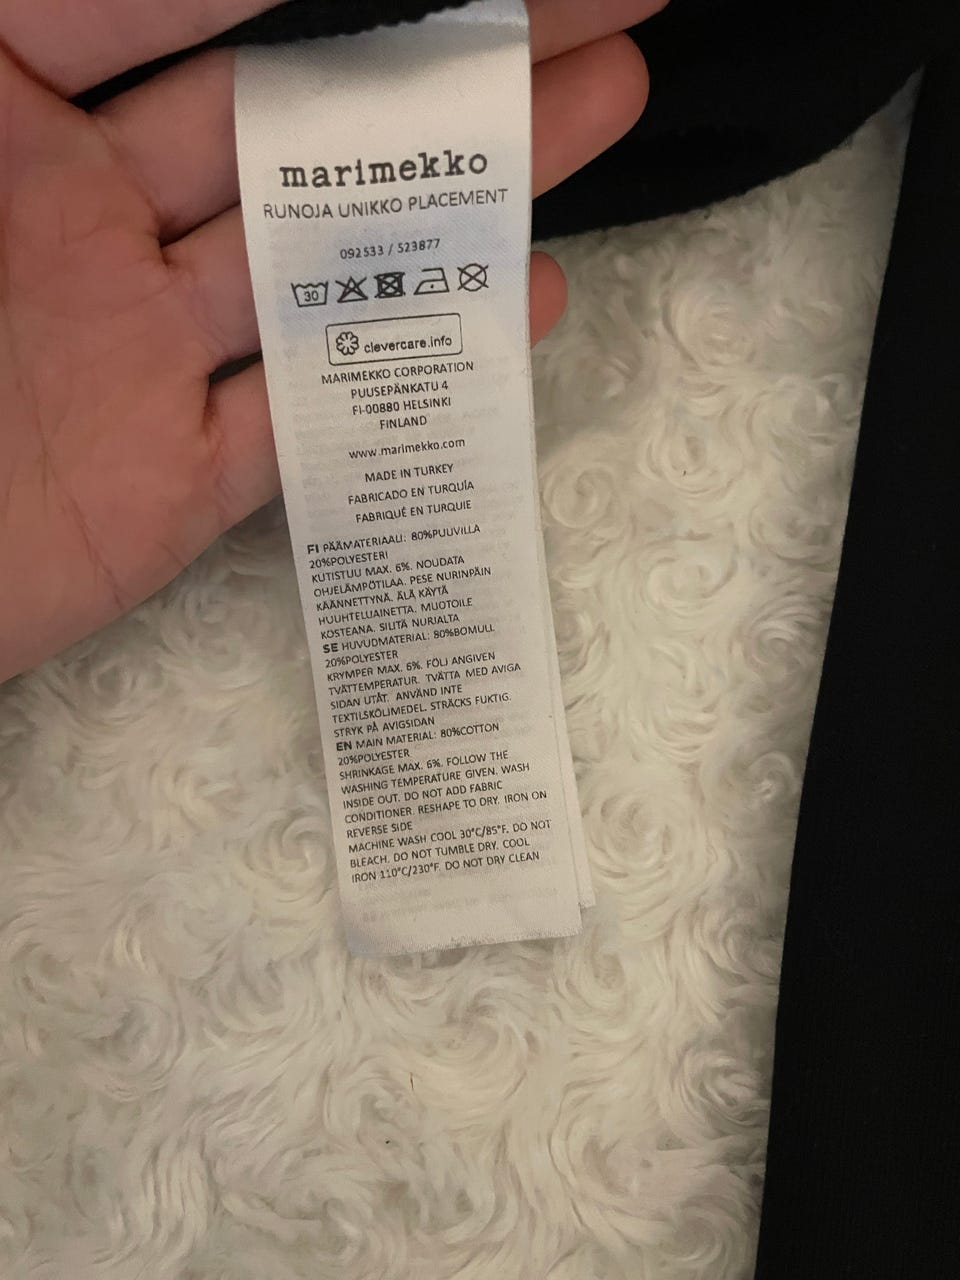 marimekko
RUNOJA UNIKKO PLACEMENT
092533 / 523877
30
clevercare.info
MARIMEKKO CORPORATION
PUUSEPÄNKATU 4
FI-00880 HELSINKI
FINLAND
www.marimekko.com
MADE IN TURKEY
FABRICADO EN TURQUÍA
FABRIQUÉ EN TURQUIE
FI PÄÄMATERIAALI: 80%PUUVILLA
20%POLYESTERI
KUTISTUU MAX. 6%. NOUDATA
OHJELÄMPÖTILAA. PESE NURINPÄIN
KÄÄNNETTYNÄ. ÄLÄ KÄYTÄ
HUUHTELUAINETTA. MUOTOILE
KOSTEANA. SILITÄ NURJALTA
SE HUVUDMATERIAL: 80%BOMULL
20%POLYESTER
KRYMPER MAX. 6%. FÖLJ ANGIVEN
TVÄTTEMPERATUR. TVÄTTA MED AVIGA
SIDAN UTÅT. ANVÄND INTE
TEXTILSKÖLJMEDEL. STRÄCKS FUKTIG.
STRYK PÅ AVIGSIDAN
EN MAIN MATERIAL: 80%COTTON
20%POLYESTER
SHRINKAGE MAX. 6%. FOLLOW THE
WASHING TEMPERATURE GIVEN. WASH
INSIDE OUT. DO NOT ADD FABRIC
CONDITIONER. RESHAPE TO DRY. IRON ON
REVERSE SIDE
MACHINE WASH COOL 30°C/85°F. DO NOT
BLEACH. DO NOT TUMBLE DRY. COOL
IRON 110°C/230°F. DO NOT DRY CLEAN